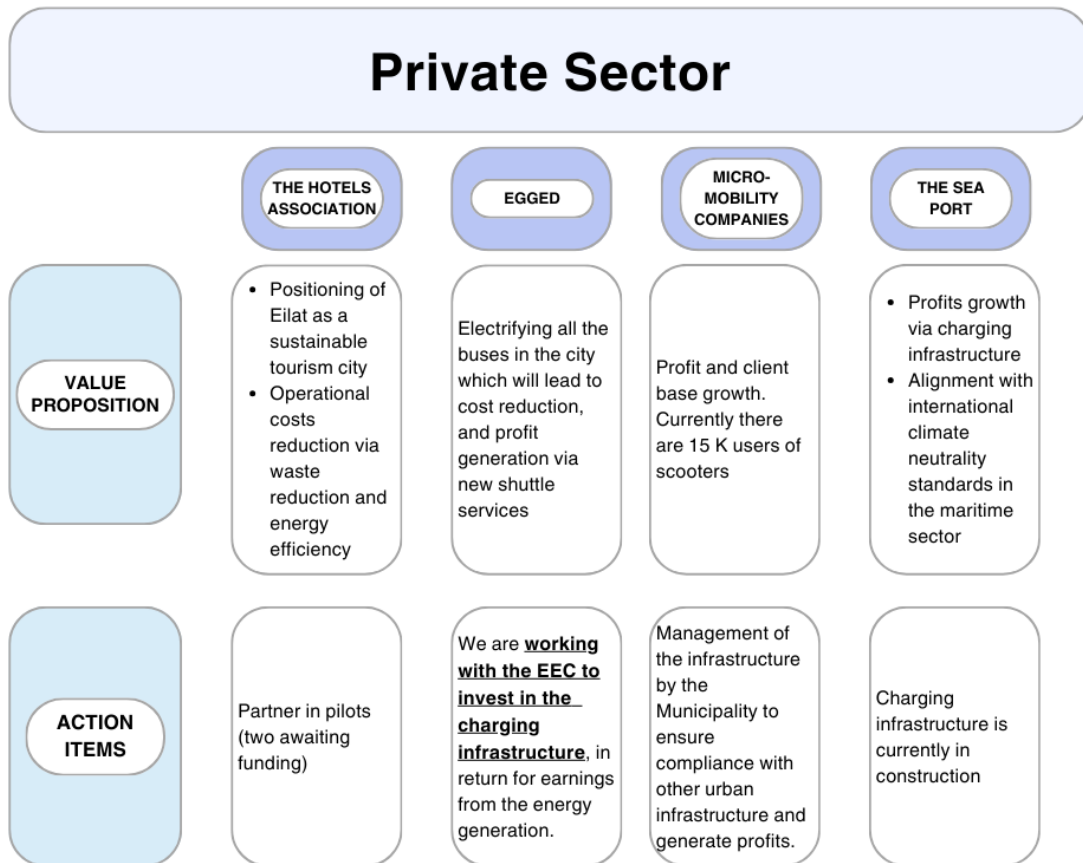 Private Sector
THE HOTELS
ASSOCIATION
EGGED
MICRO-
MOBILITY
COMPANIES
THE SEA
PORT
VALUE
PROPOSITION
• Positioning of
Eilat as a
sustainable
tourism city
• Operational
costs
reduction via
waste
reduction and
energy
efficiency
Electrifying all the
buses in the city
which will lead to
cost reduction,
and profit
generation via
new shuttle
services
Profit and client
base growth.
Currently there
are 15 K users of
scooters
• Profits growth
via charging
infrastructure
• Alignment with
international
climate
neutrality
standards in
the maritime
sector
ACTION
ITEMS
Partner in pilots
(two awaiting
funding)
We are working
with the EEC to
invest in the
charging
infrastructure, in
return for earnings
from the energy
generation.
Management of
the infrastructure
by the
Municipality to
ensure
compliance with
other urban
infrastructure and
generate profits.
Charging
infrastructure is
currently in
construction